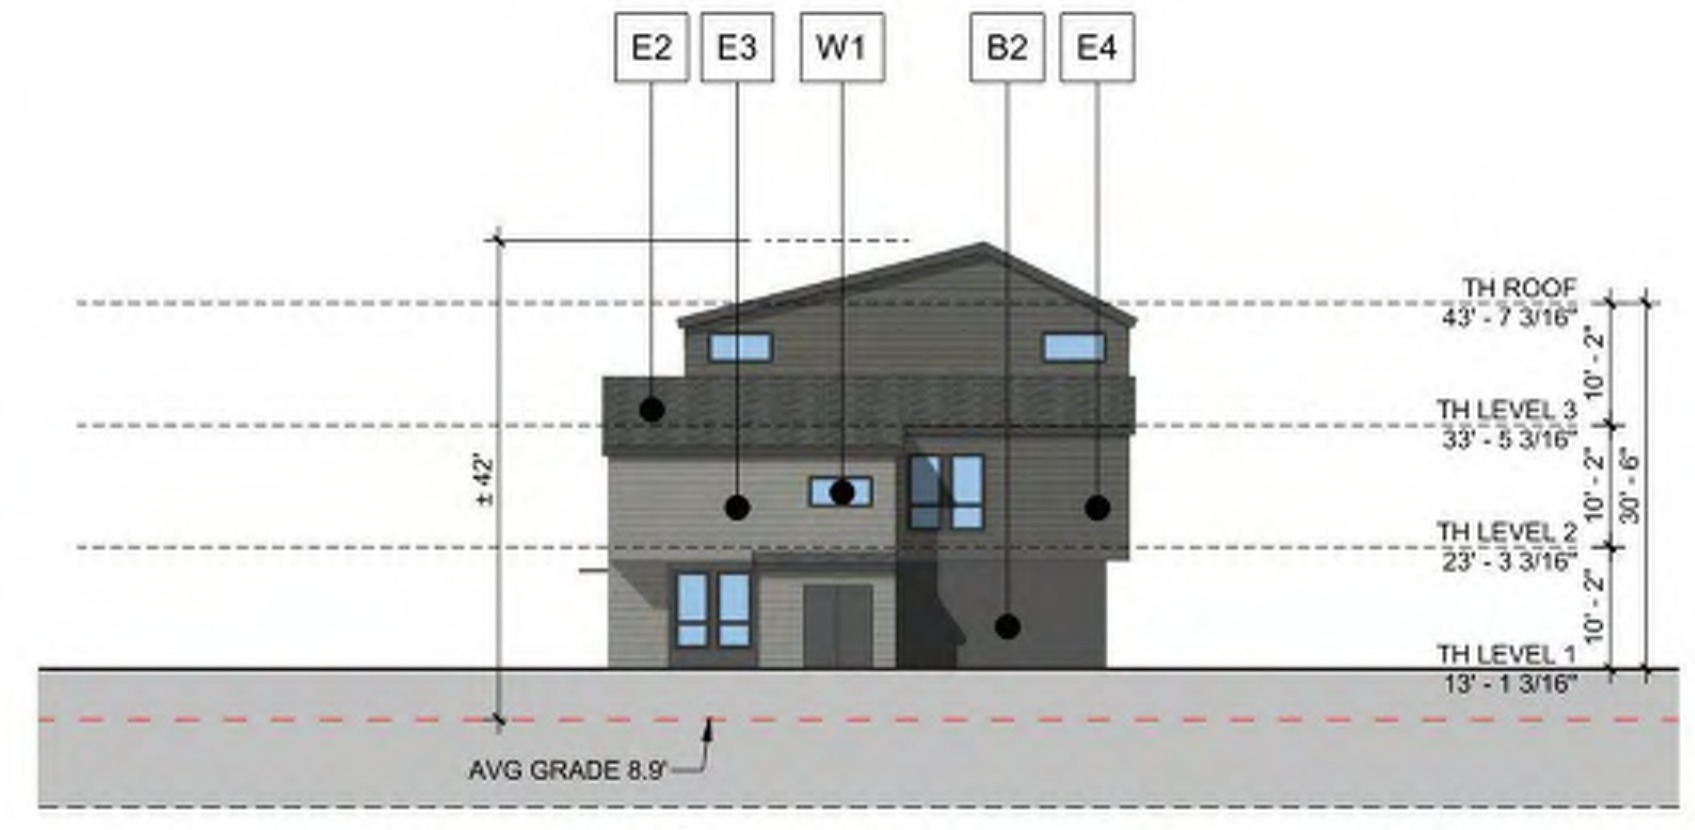 E2 E3 W1 B2 E4
TH ROOF
43' - 7 3/16"
10' - 2"
TH LEVEL 3
33' - 5 3/16"
± 42'
10' - 2"
30' - 6"
TH LEVEL 2
23' - 3 3/16"
10' - 2"
TH LEVEL 1
13' - 1 3/16"
AVG GRADE 8.9'